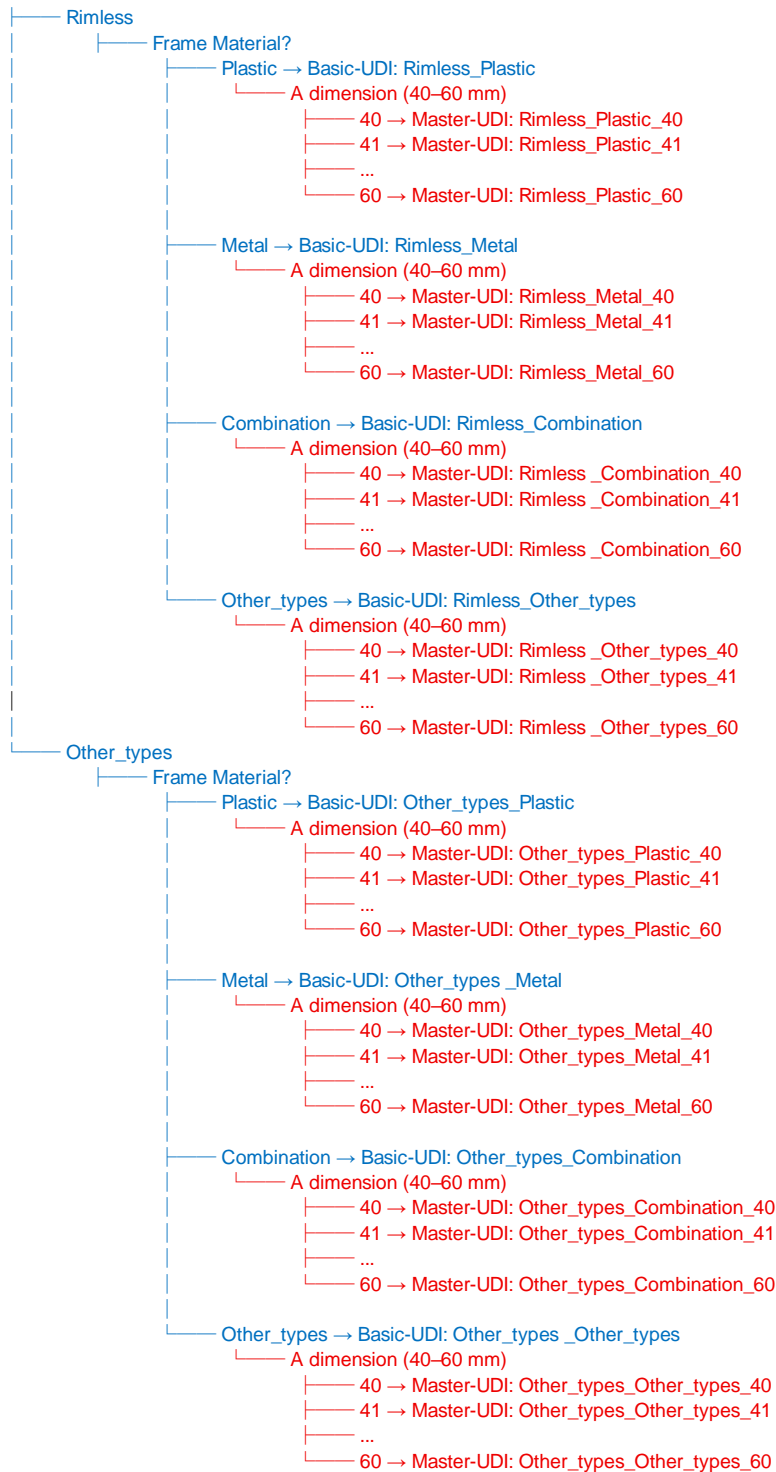 Rimless
Frame Material?
Plastic → Basic-UDI: Rimless_Plastic
A dimension (40–60 mm)
40 → Master-UDI: Rimless_Plastic_40
41 → Master-UDI: Rimless_Plastic_41
...
60 → Master-UDI: Rimless_Plastic_60
Metal → Basic-UDI: Rimless_Metal
A dimension (40–60 mm)
40 → Master-UDI: Rimless_Metal_40
41 → Master-UDI: Rimless_Metal_41
...
60 → Master-UDI: Rimless_Metal_60
Combination → Basic-UDI: Rimless_Combination
A dimension (40–60 mm)
40 → Master-UDI: Rimless _Combination_40
41 → Master-UDI: Rimless _Combination_41
...
60 → Master-UDI: Rimless _Combination_60
Other_types → Basic-UDI: Rimless_Other_types
A dimension (40–60 mm)
40 → Master-UDI: Rimless _Other_types_40
41 → Master-UDI: Rimless _Other_types_41
...
60 → Master-UDI: Rimless _Other_types_60
Other_types
Frame Material?
Plastic → Basic-UDI: Other_types_Plastic
A dimension (40–60 mm)
40 → Master-UDI: Other_types_Plastic_40
41 → Master-UDI: Other_types_Plastic_41
...
60 → Master-UDI: Other_types_Plastic_60
Metal → Basic-UDI: Other_types _Metal
A dimension (40–60 mm)
40 → Master-UDI: Other_types_Metal_40
41 → Master-UDI: Other_types_Metal_41
...
60 → Master-UDI: Other_types_Metal_60
Combination → Basic-UDI: Other_types_Combination
A dimension (40–60 mm)
40 → Master-UDI: Other_types_Combination_40
41 → Master-UDI: Other_types_Combination_41
...
60 → Master-UDI: Other_types_Combination_60
Other_types → Basic-UDI: Other_types _Other_types
A dimension (40–60 mm)
40 → Master-UDI: Other_types_Other_types_40
41 → Master-UDI: Other_types_Other_types_41
...
60 → Master-UDI: Other_types_Other_types_60